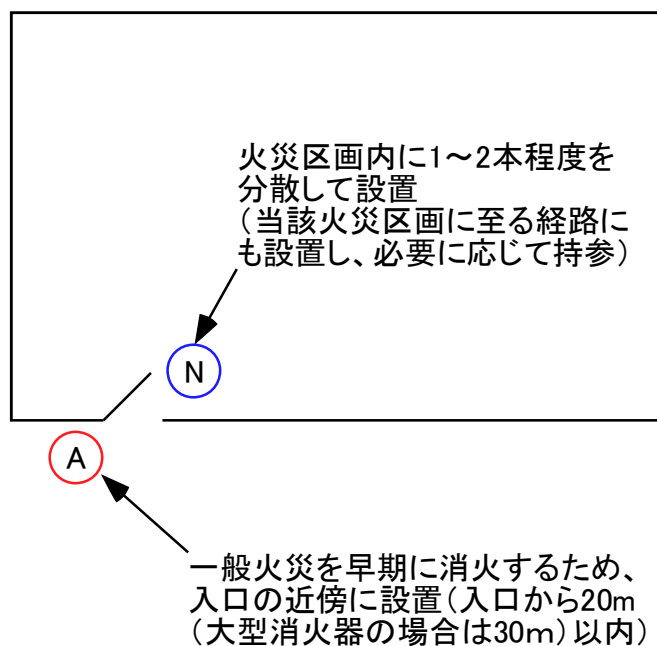 火災区画内に1～2本程度を
分散して設置
（当該火災区画に至る経路に
も設置し、必要に応じて持参）
N
A
一般火災を早期に消火するため、
入口の近傍に設置（入口から20m
（大型消火器の場合は30ｍ）以内）